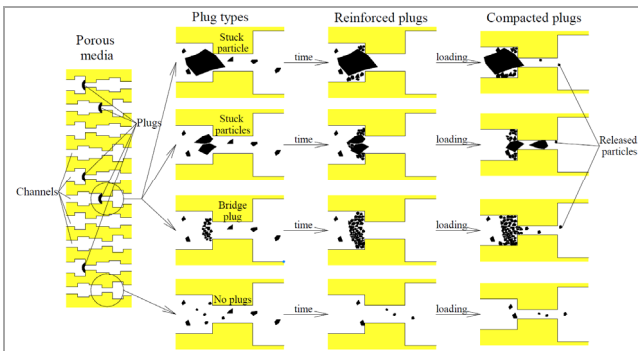 Plug types
Reinforced plugs
Compacted plugs
Porous
media
Stuck
particle
time
loading
Plugs
Stuck
particles
time
loading
Released
particles
Channels
Bridge
plug
time
loading
No plugs
time
loading